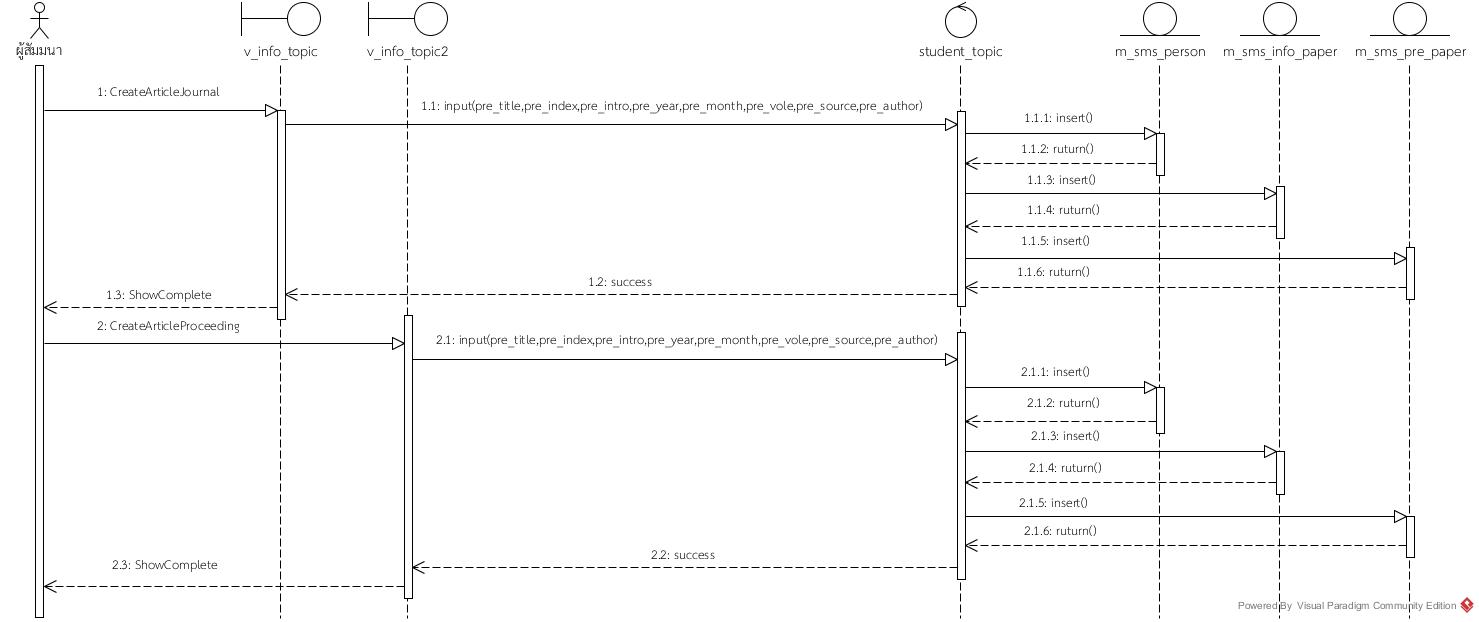 ผู้สัมมนา
v_info_topic
v_info_topic2
student_topic
m_sms_person
m_sms_info_paper
m_sms_pre_paper
1: CreateArticleJournal
1.1: input(pre_title,pre_index,pre_intro,pre_year,pre_month,pre_vole,pre_source,pre_author)
1.1.1: insert()
1.1.2: ruturn()
1.1.3: insert()
1.1.4: ruturn()
1.1.5: insert()
1.1.6: ruturn()
1.2: success
1.3: ShowComplete
2: CreateArticleProceeding
2.1: input(pre_title,pre_index,pre_intro,pre_year,pre_month,pre_vole,pre_source,pre_author)
2.1.1: insert()
2.1.2: ruturn()
2.1.3: insert()
2.1.4: ruturn()
2.1.5: insert()
2.1.6: ruturn()
2.2: success
2.3: ShowComplete
Powered By Visual Paradigm Community Edition